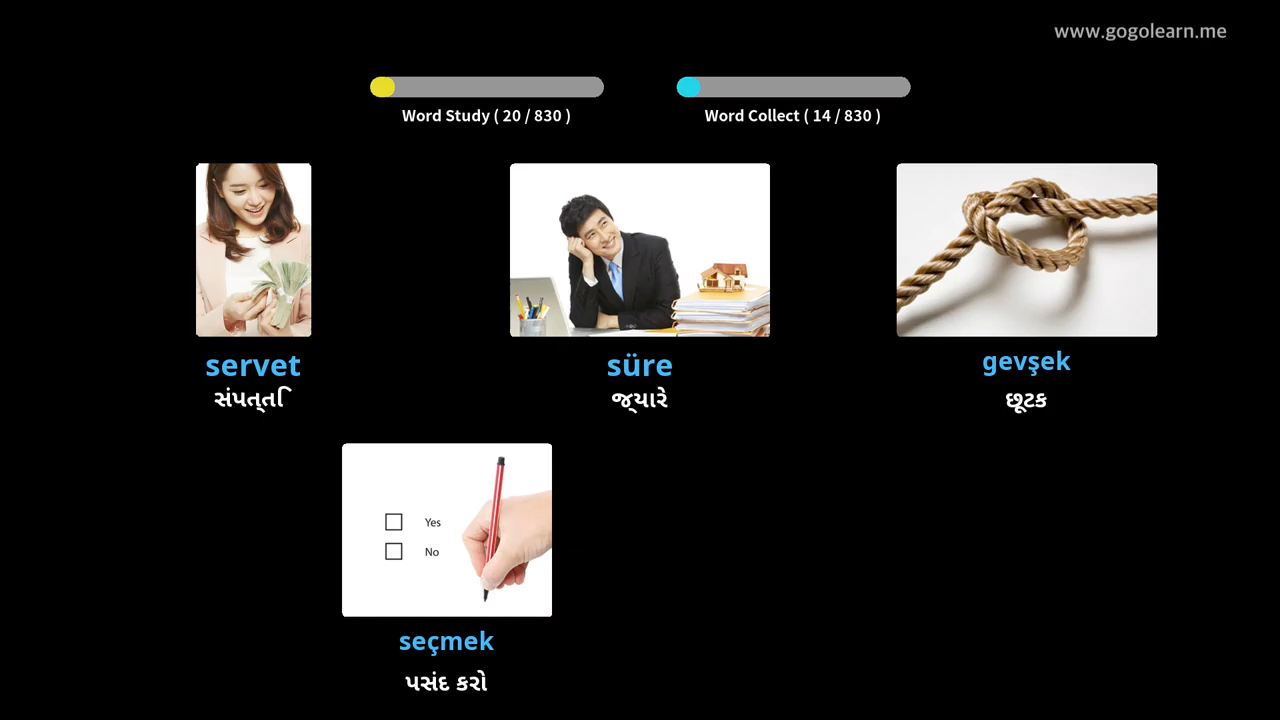 www.gogolearn.me
Word Study ( 20 / 830 )
Word Collect ( 14 / 830 )
servet
સંપત્તિ
süre
જ્યારે
gevşek
છૂટક
Yes
No
seçmek
પસંદ કરો